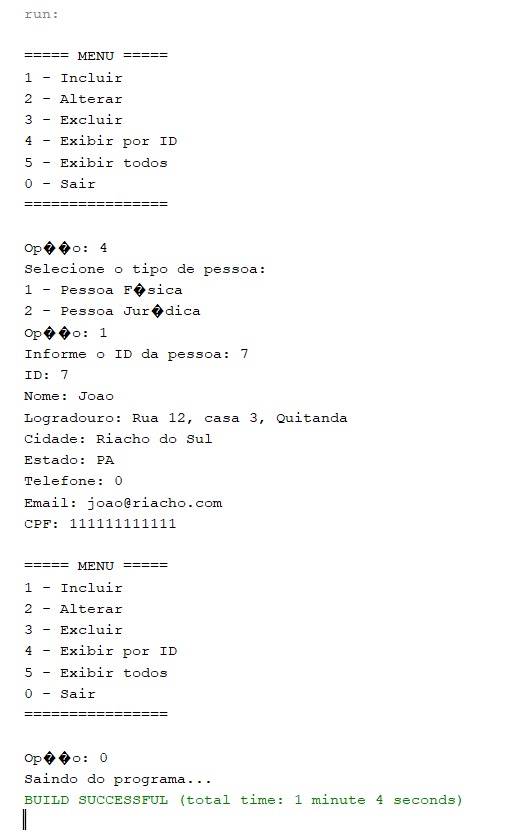 run:
===== MENU =====
1 - Incluir
2 - Alterar
3 - Excluir
4 - Exibir por ID
5 - Exibir todos
0 - Sair
================
Op��o: 4
Selecione o tipo de pessoa:
1 - Pessoa F�sica
2 - Pessoa Jur�dica
Op��o: 1
Informe o ID da pessoa: 7
ID: 7
Nome: Joao
Logradouro: Rua 12, casa 3, Quitanda
Cidade: Riacho do Sul
Estado: PA
Telefone: 0
Email: joao@riacho.com
CPF: 111111111111
===== MENU =====
1 - Incluir
2 - Alterar
3 - Excluir
4 - Exibir por ID
5 - Exibir todos
0 - Sair
================
Op��o: 0
Saindo do programa...
BUILD SUCCESSFUL (total time: 1 minute 4 seconds)